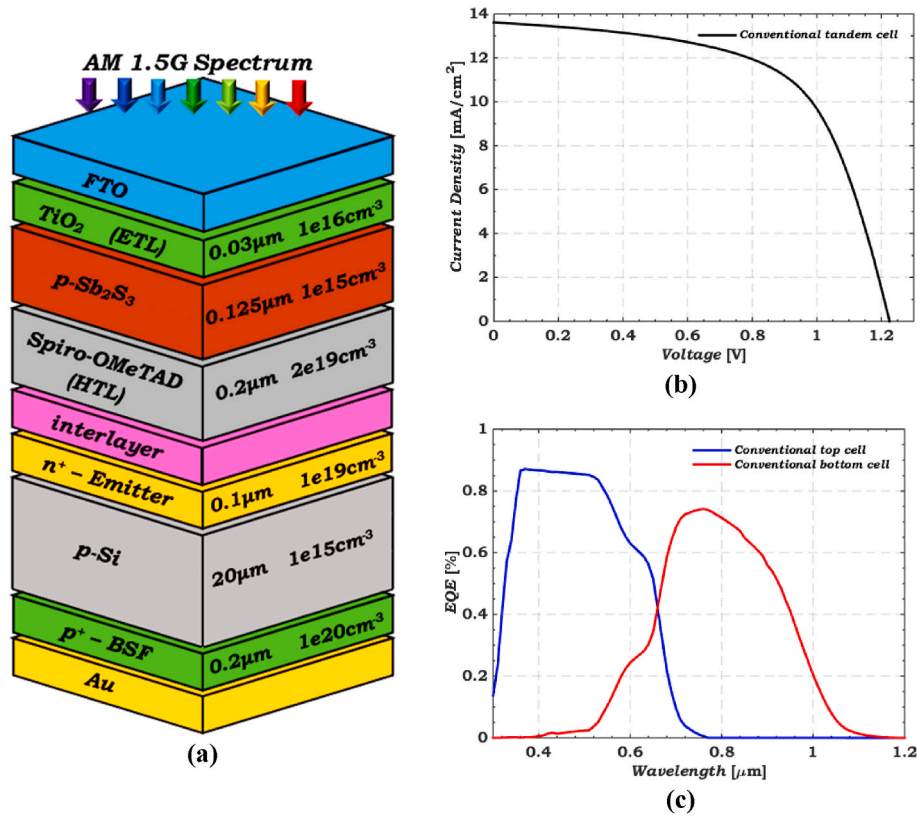 AM 1.5G Spectrum
FTO
TiO₂ (ETL) 0.03μm 1e16cm⁻³
p-Sb₂S₃ 0.125μm 1e15cm⁻³
Spiro-OMeTAD
(HTL) 0.2μm 2e19cm⁻³
interlayer
n⁺ – Emitter 0.1μm 1e19cm⁻³
p-Si 20μm 1e15cm⁻³
p⁺ – BSF 0.2μm 1e20cm⁻³
Au
(a)
Conventional tandem cell
Current Density [mA/cm²]
14
12
10
8
6
4
2
0
0 0.2 0.4 0.6 0.8 1 1.2
Voltage [V]
(b)
Conventional top cell
Conventional bottom cell
EQE [%]
1
0.8
0.6
0.4
0.2
0
0.4 0.6 0.8 1 1.2
Wavelength [μm]
(c)